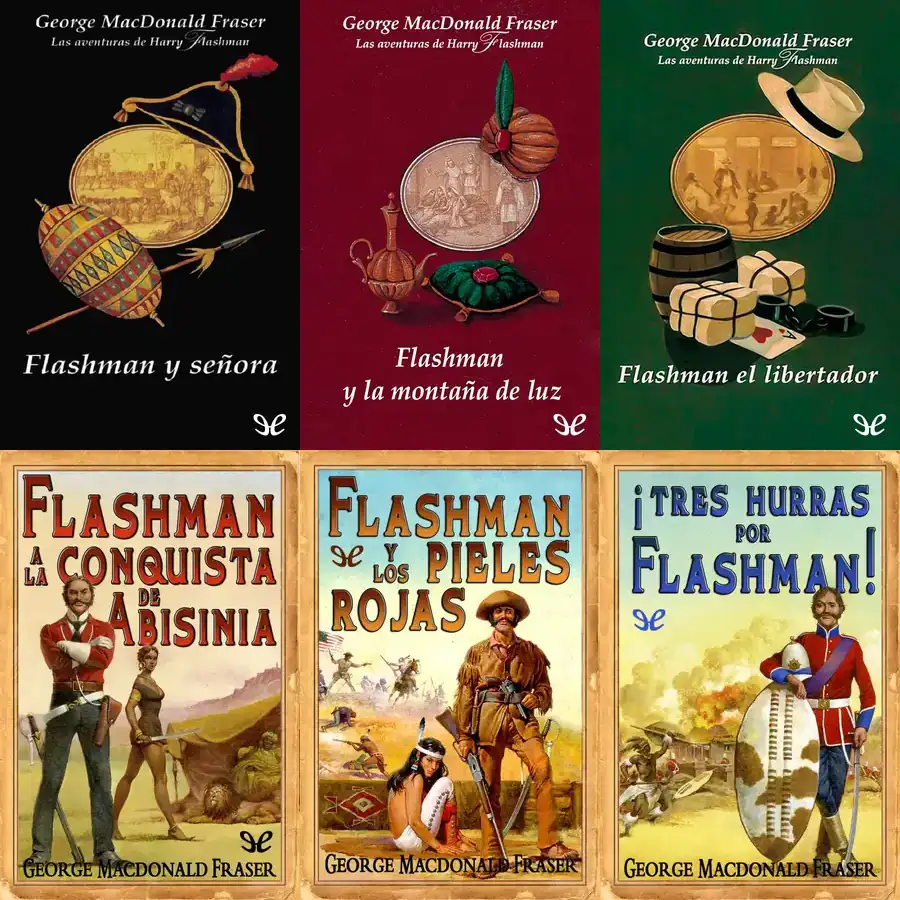 George MacDonald Fraser
Las aventuras de Harry Flashman
Flashman y señora
George MacDonald Fraser
Las aventuras de Harry Flashman
Flashman
y la montaña de luz
George MacDonald Fraser
Las aventuras de Harry Flashman
A
Flashman el libertador
FLASHMAN
A LA CONQUISTA
DE
ABISINIA
GEORGE MACDONALD FRASER
FLASHMAN
Y
LOS PIELES
ROJAS
GEORGE MACDONALD FRASER
¡TRES HURRAS
POR
FLASHMAN!
GEORGE MACDONALD FRASER